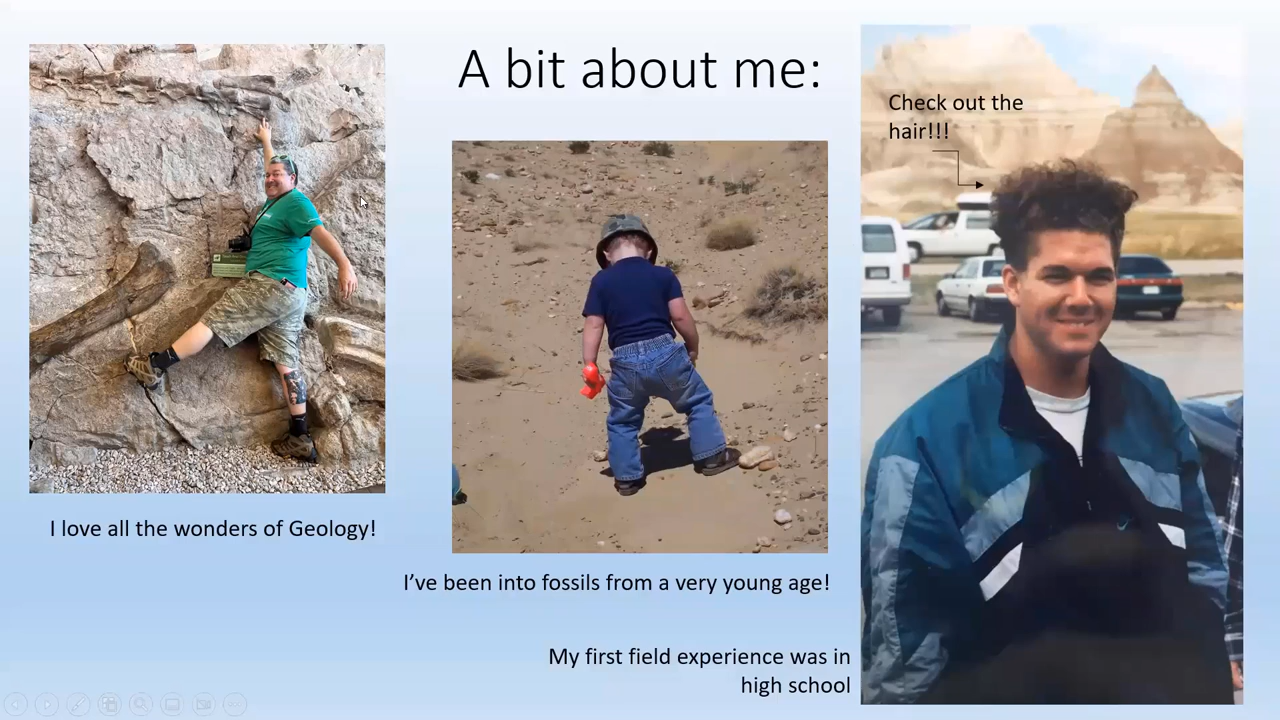 A bit about me:
Check out the
hair!!!
I love all the wonders of Geology!
I’ve been into fossils from a very young age!
My first field experience was in
high school